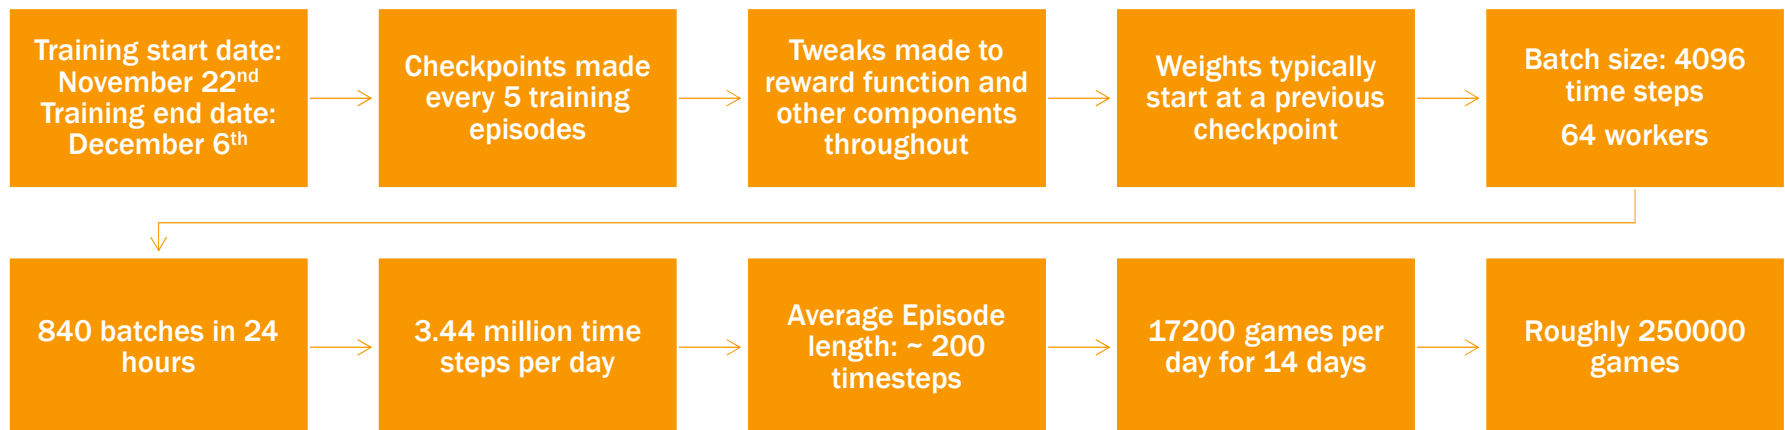 Training start date:
November 22nd
Training end date:
December 6th
Checkpoints made
every 5 training
episodes
Tweaks made to
reward function and
other components
throughout
Weights typically
start at a previous
checkpoint
Batch size: 4096
time steps
64 workers
840 batches in 24
hours
3.44 million time
steps per day
Average Episode
length: ~ 200
timesteps
17200 games per
day for 14 days
Roughly 250000
games